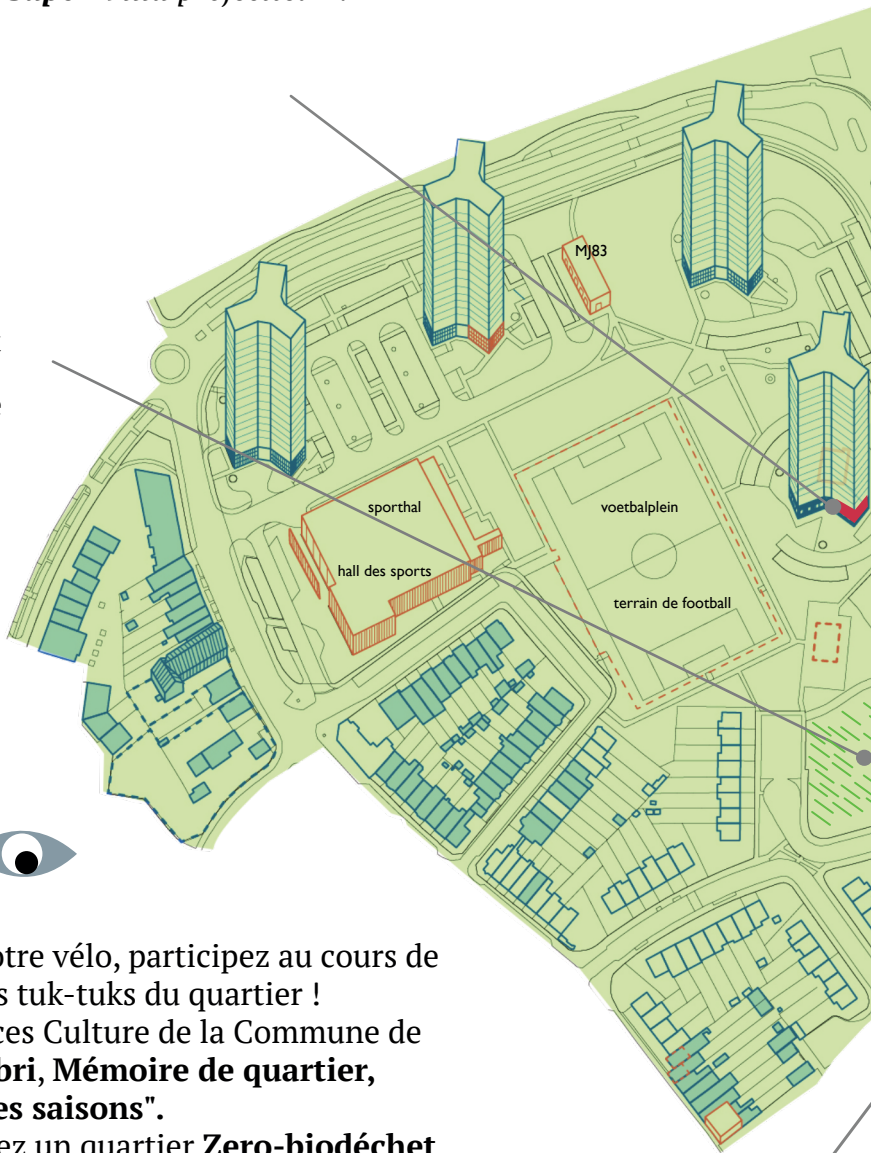 MJ83
sporthal
voetbalplein
hall des sports
terrain de football
otre vélo, participez au cours de
s tuk-tuks du quartier !
ces Culture de la Commune de
bri, Mémoire de quartier,
es saisons".
ez un quartier Zero-biodéchet